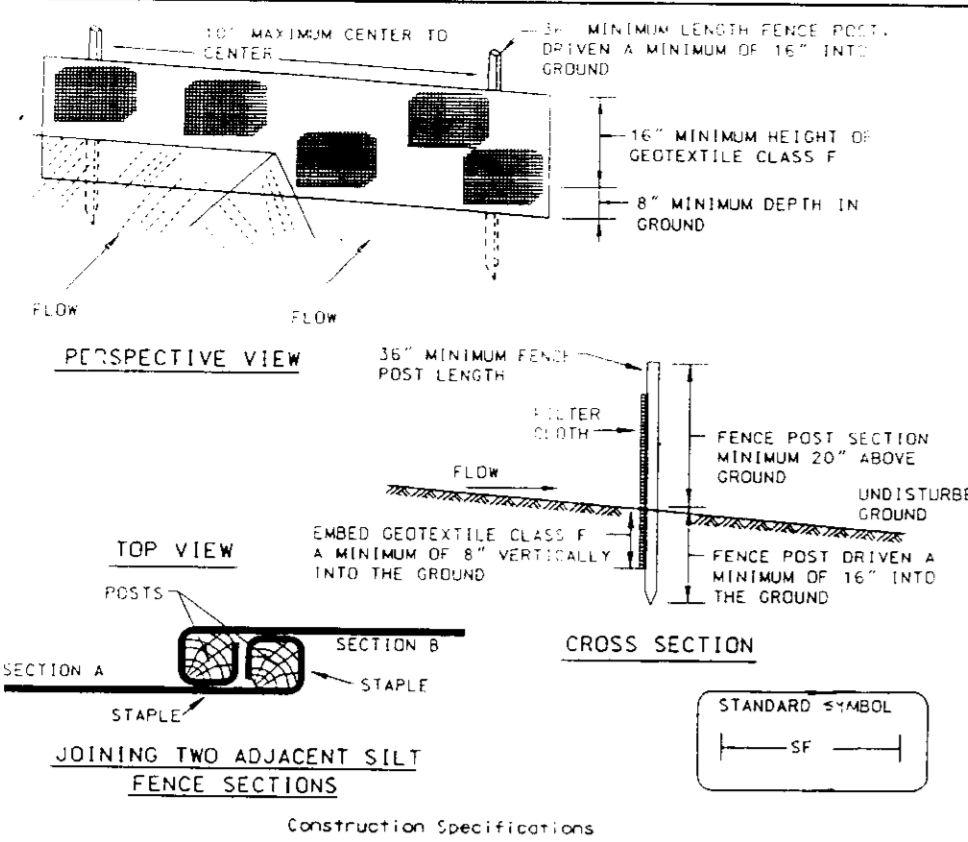 MAXIMUM CENTER TO
CENTER
MINIMUM LENGTH FENCE POST,
DRIVEN A MINIMUM OF 16" INTO
GROUND
16" MINIMUM HEIGHT OF
GEOTEXTILE CLASS F
8" MINIMUM DEPTH IN
GROUND
FLOW
FLOW
PERSPECTIVE VIEW
36" MINIMUM FENCE
POST LENGTH
FILTER
CLOTH
FENCE POST SECTION
MINIMUM 20" ABOVE
GROUND
FLOW
UNDISTURBE
GROUND
EMBED GEOTEXTILE CLASS F
A MINIMUM OF 8" VERTICALLY
INTO THE GROUND
FENCE POST DRIVEN A
MINIMUM OF 16" INTO
THE GROUND
CROSS SECTION
TOP VIEW
POSTS
SECTION B
SECTION A
STAPLE
STAPLE
JOINING TWO ADJACENT SILT
FENCE SECTIONS
STANDARD SYMBOL
SF
Construction Specifications